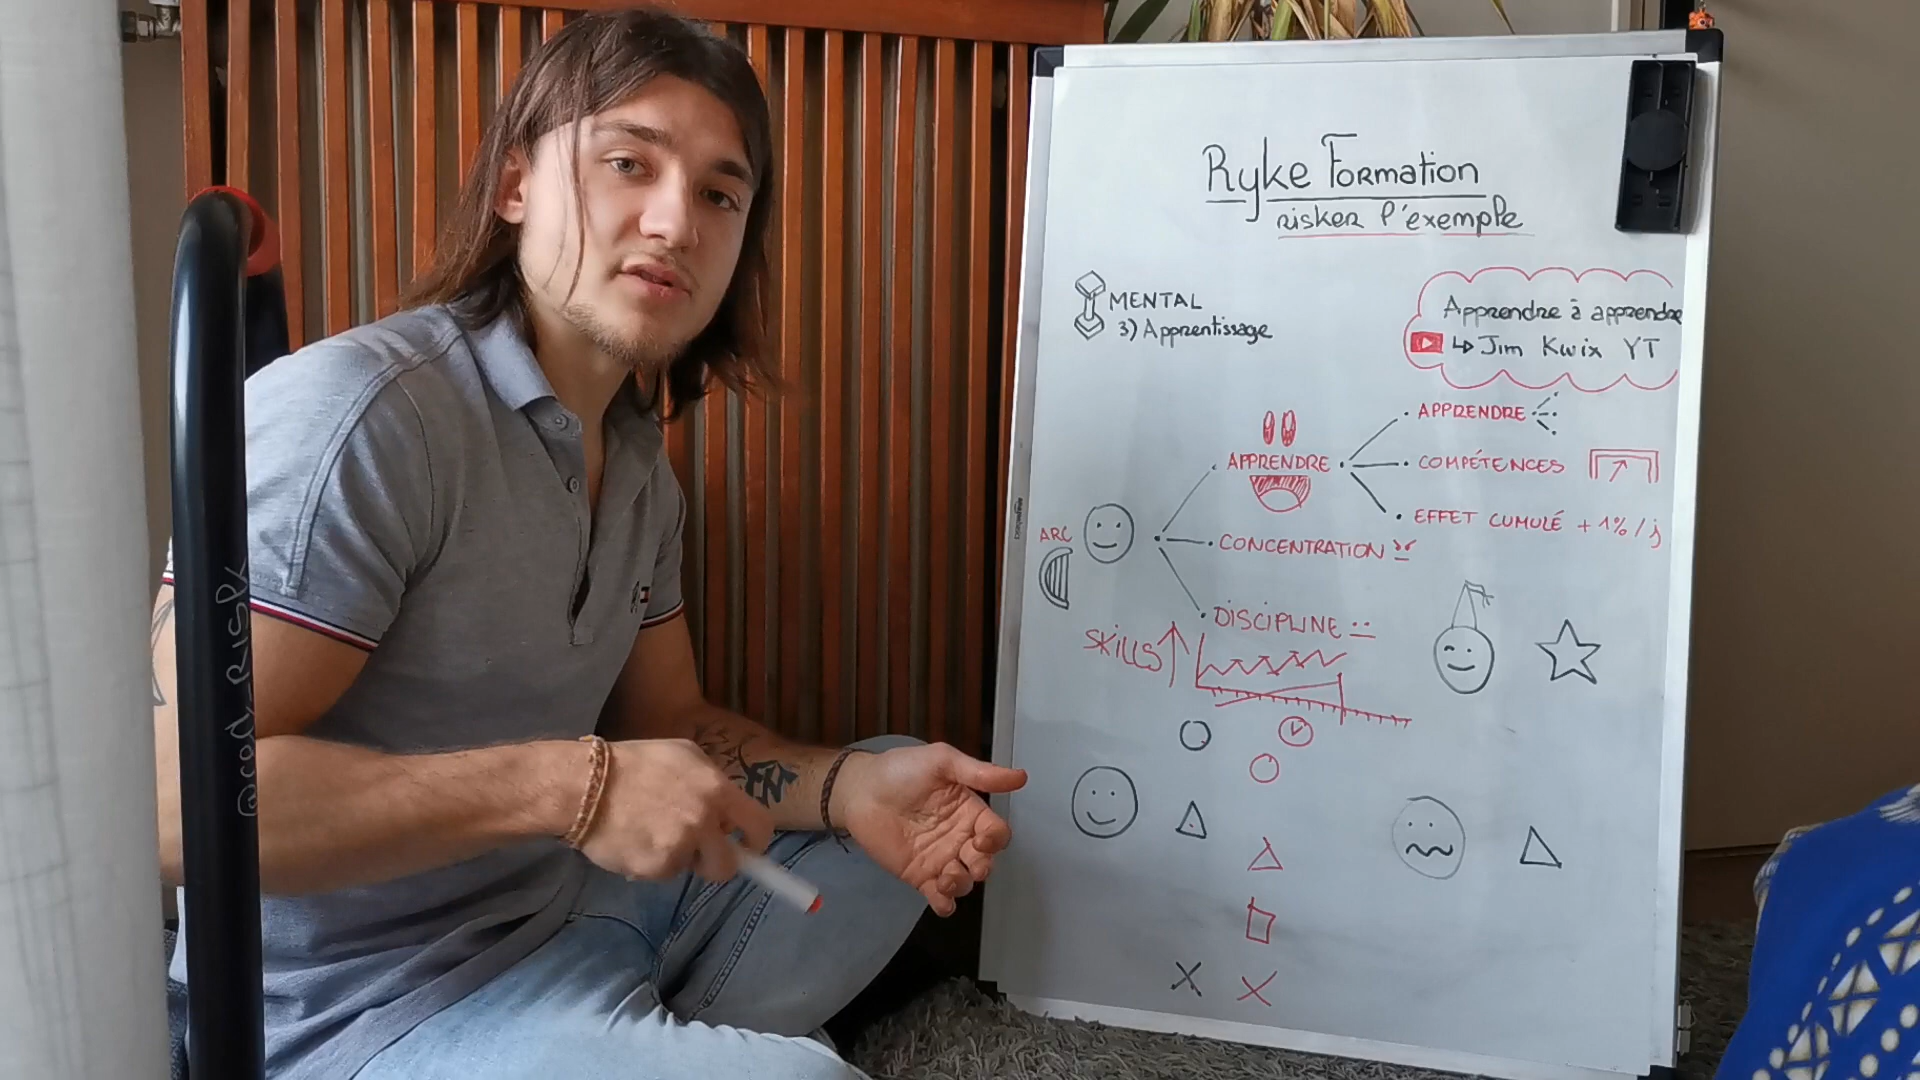 Ryke Formation
risker l'exemple
MENTAL
3) Apprentissage
Apprendre à apprendre
↳ Jim Kwix YT
APPRENDRE
COMPÉTENCES
EFFET CUMULÉ + 1% / j
APPRENDRE
ARC
CONCENTRATION
DISCIPLINE
SKILLS